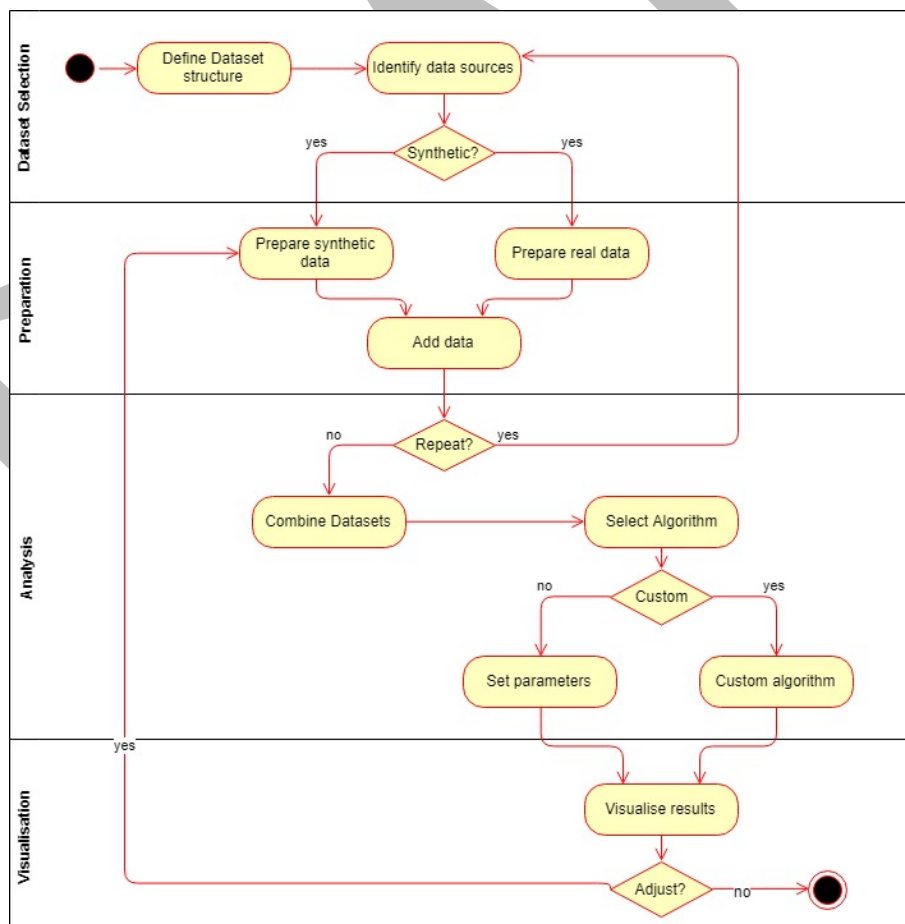 Dataset Selection
Define Dataset
structure
Identify data sources
yes
Synthetic?
yes
Preparation
Prepare synthetic
data
Prepare real data
Add data
Analysis
no
Repeat?
yes
Combine Datasets
Select Algorithm
no
Custom
yes
Set parameters
Custom algorithm
yes
Visualisation
Visualise results
Adjust?
no